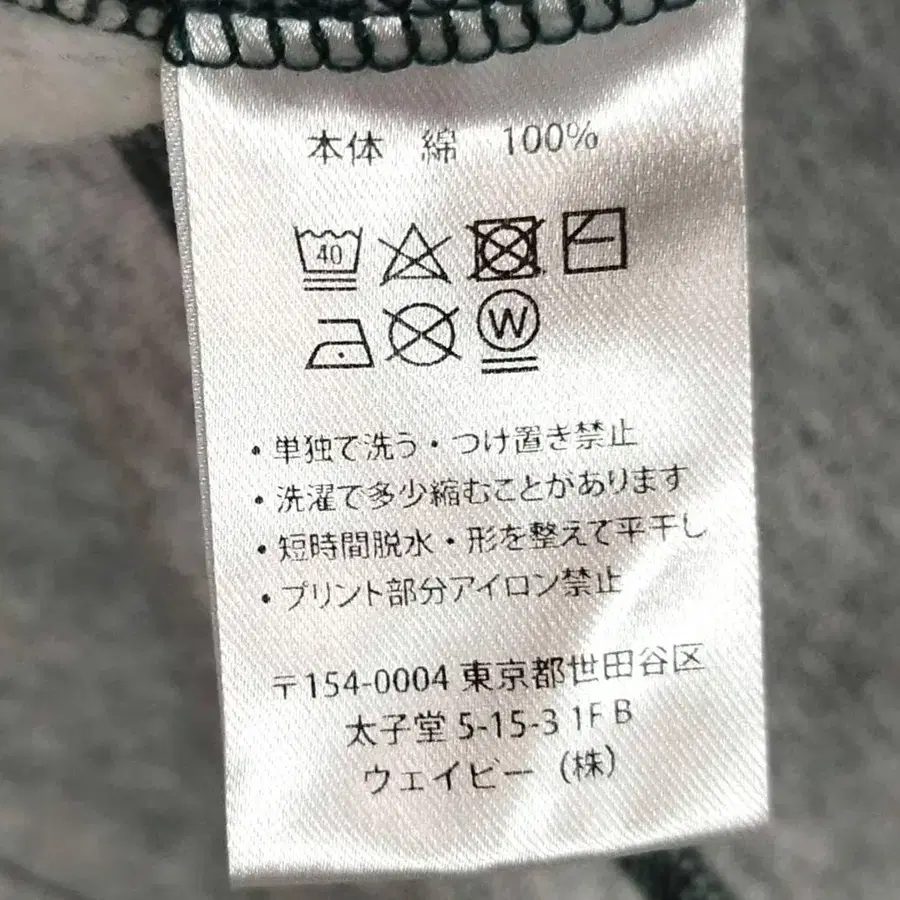 本体 綿 100%
40
W
・単独で洗う・つけ置き禁止
・洗濯で多少縮むことがあります
・短時間脱水・形を整えて平干し
・プリント部分アイロン禁止
〒154-0004 東京都世田谷区
太子堂 5-15-3 1F B
ウェイビー（株）